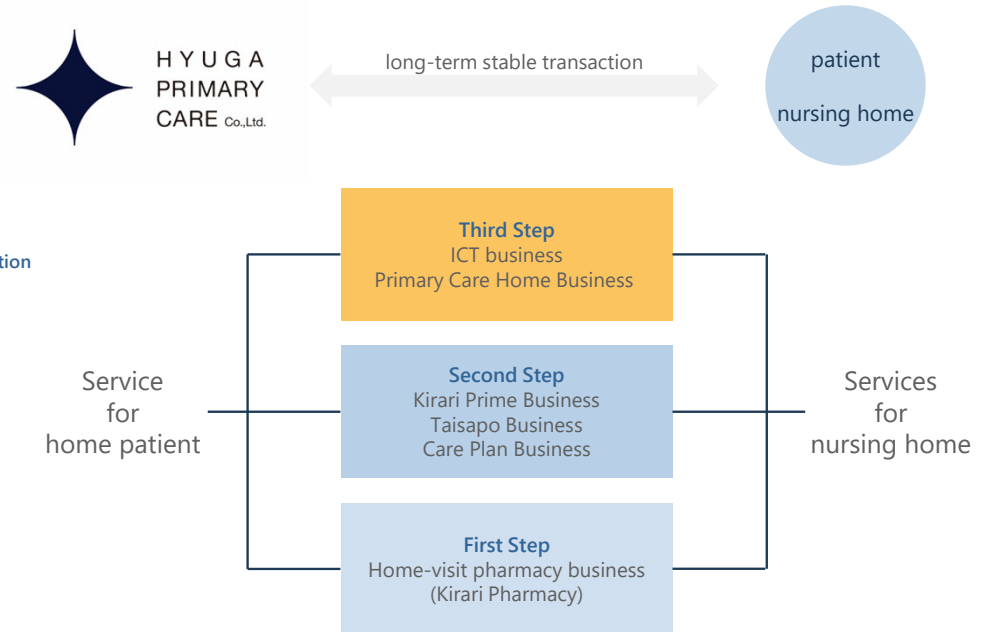 HYUGA
PRIMARY
CARE Co.,Ltd.
long-term stable transaction
patient
nursing home
Third Step
ICT business
Primary Care Home Business
Second Step
Kirari Prime Business
Taisapo Business
Care Plan Business
First Step
Home-visit pharmacy business
(Kirari Pharmacy)
Service
for
home patient
Services
for
nursing home